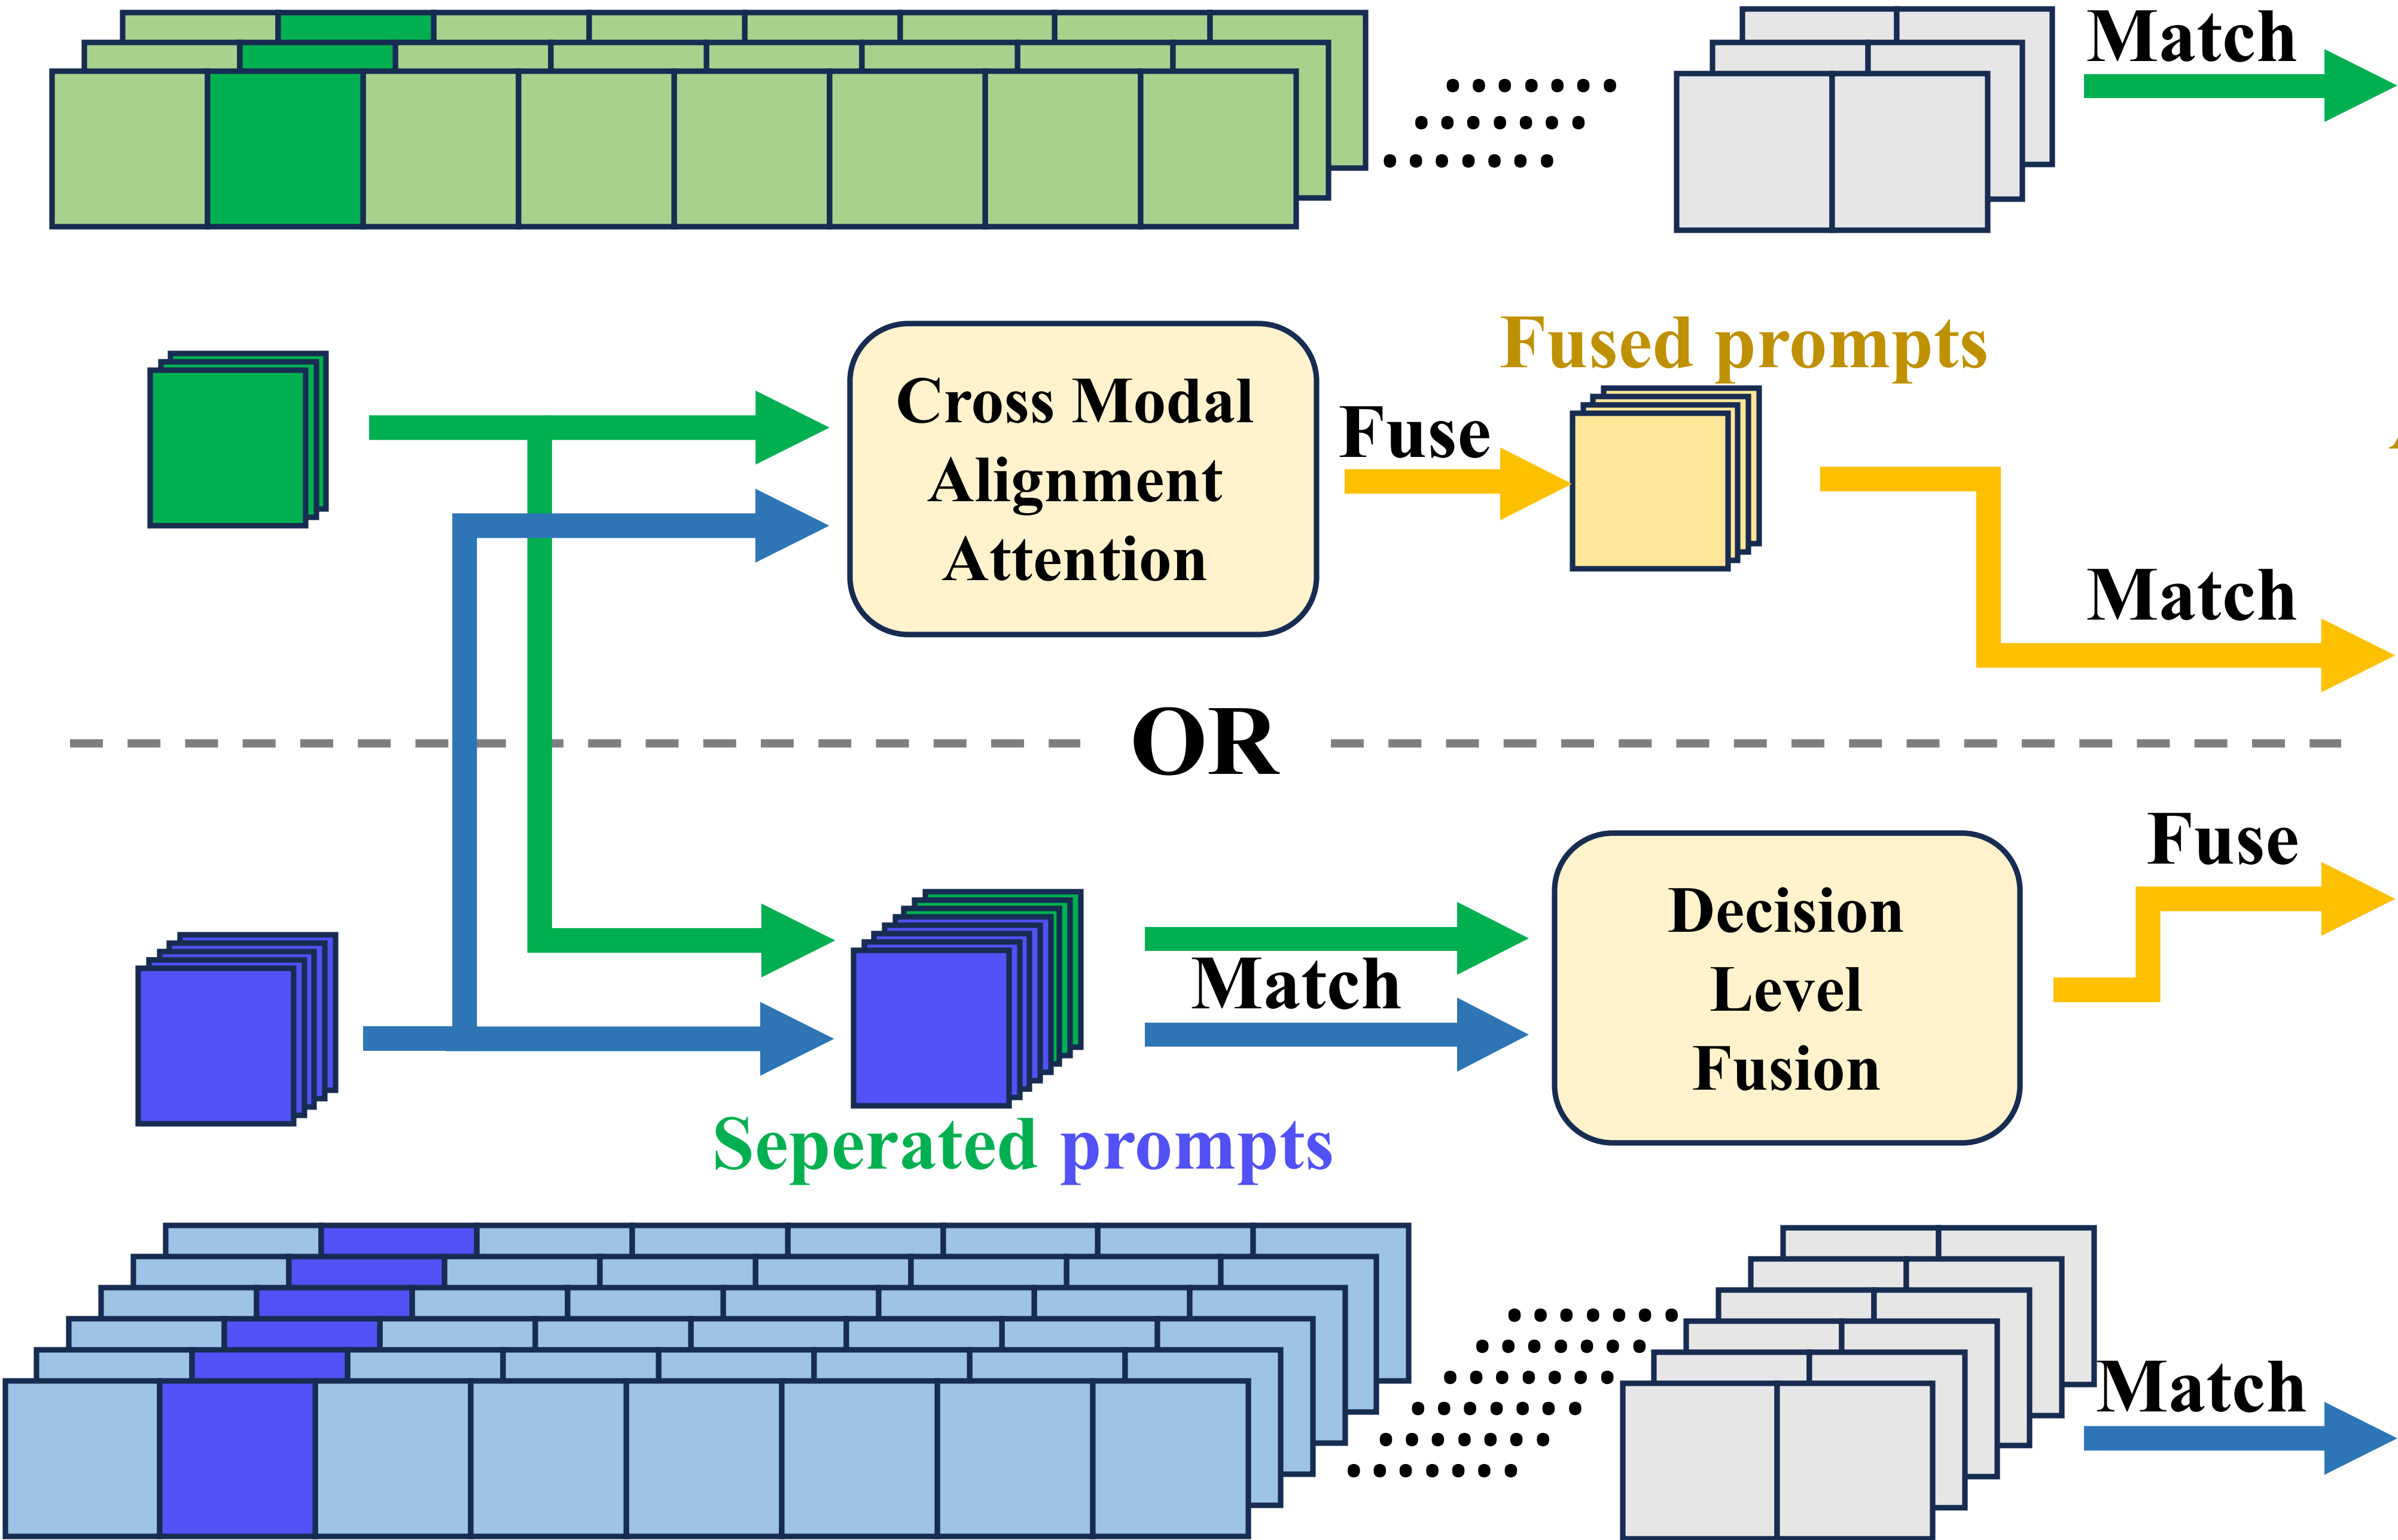 Match
Fused prompts
Cross Modal
Alignment
Attention
Fuse
Match
OR
Fuse
Decision
Level
Fusion
Match
Seperated prompts
Match